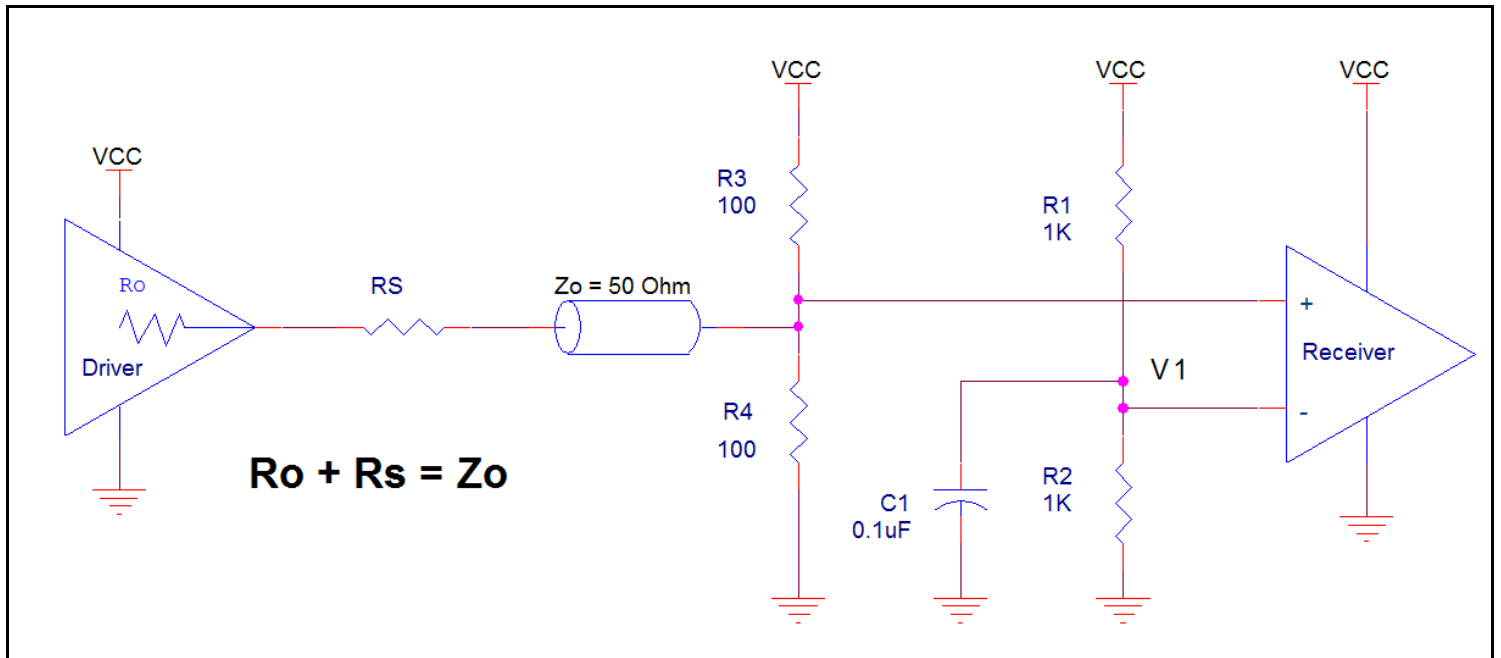 VCC
VCC
VCC
VCC
R3
100
R1
1K
Ro
RS
Zo = 50 Ohm
+
Driver
Receiver
V1
-
R4
100
Ro + Rs = Zo
R2
1K
C1
0.1uF